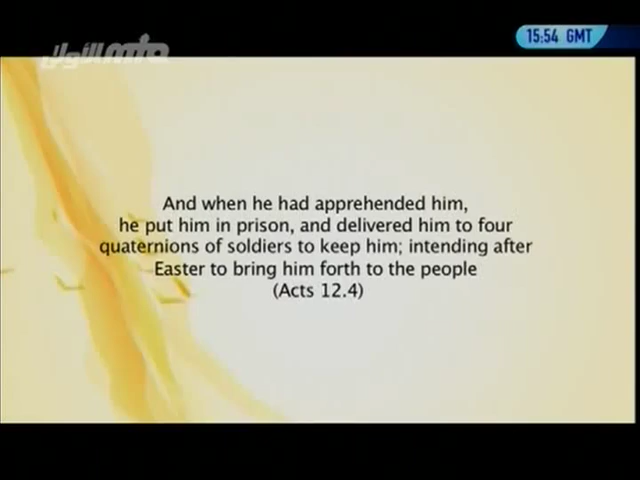 15:54 GMT
mta الأولى
And when he had apprehended him,
he put him in prison, and delivered him to four
quaternions of soldiers to keep him; intending after
Easter to bring him forth to the people
(Acts 12.4)